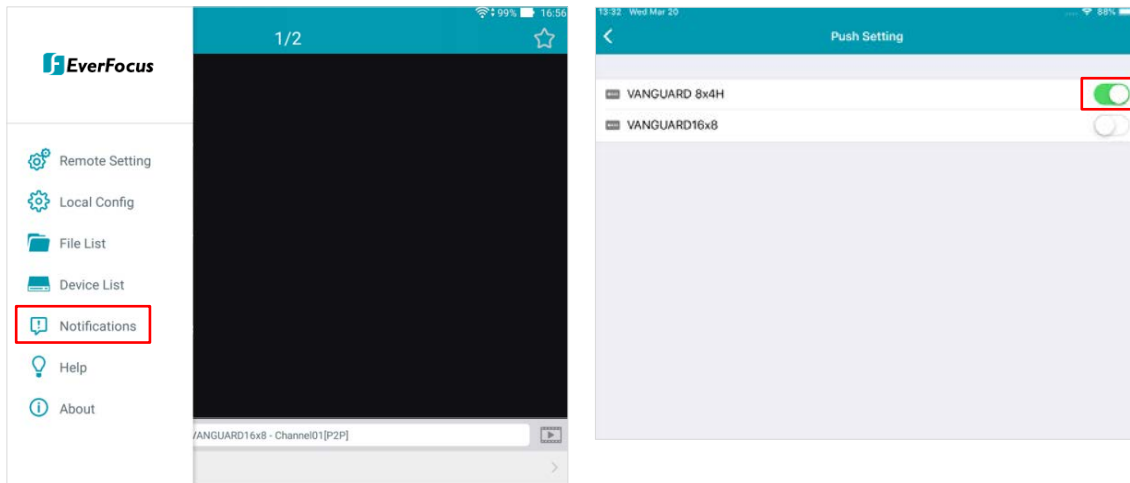 99% 16:56
1/2
EverFocus
Remote Setting
Local Config
File List
Device List
Notifications
Help
About
VANGUARD16x8 - Channel01[P2P]
13:32 Wed Mar 20
88%
Push Setting
VANGUARD 8x4H
VANGUARD16x8